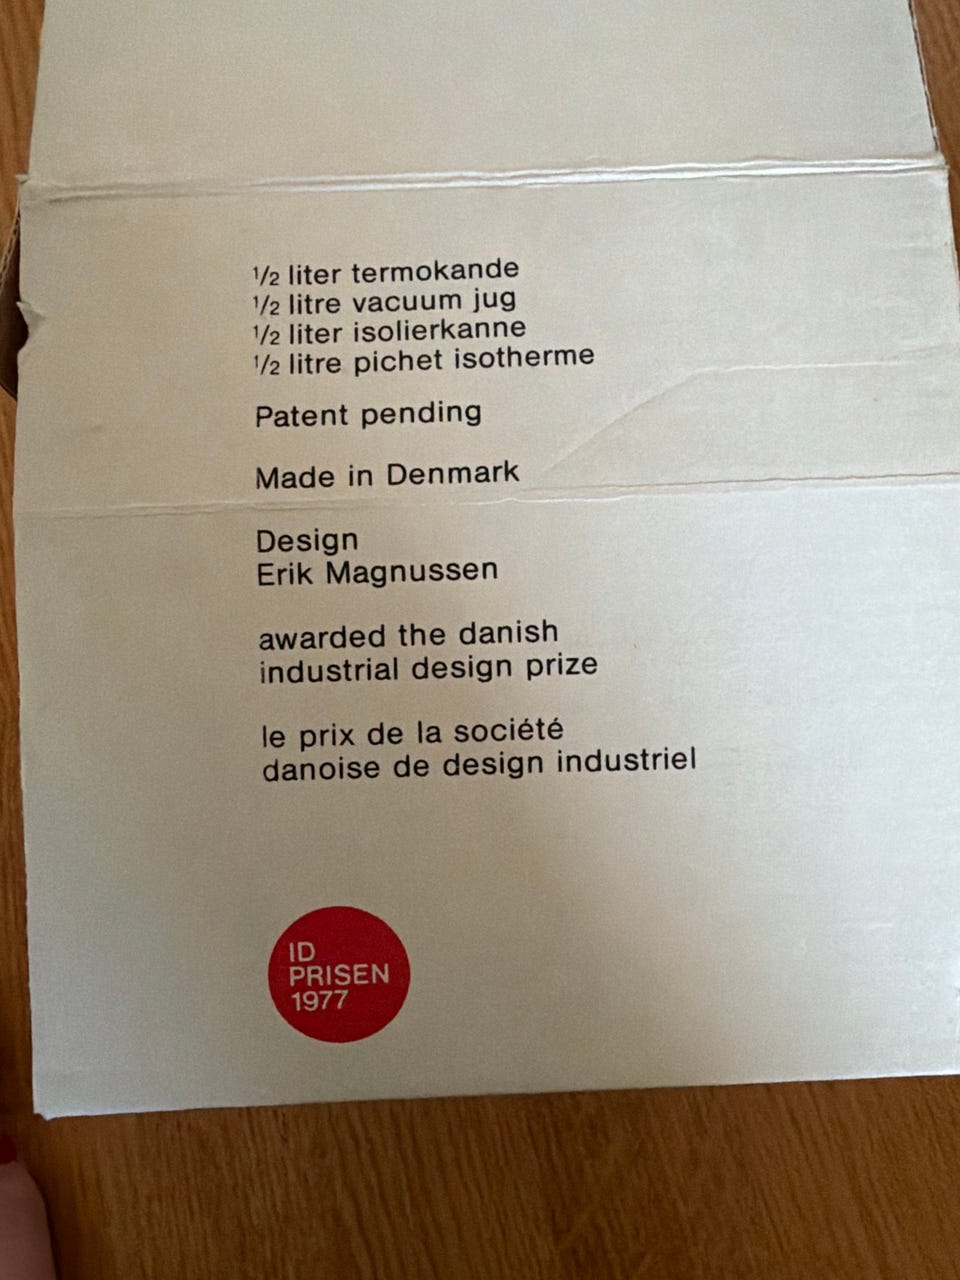 1/2 liter termokande
1/2 litre vacuum jug
1/2 liter isolierkanne
1/2 litre pichet isotherme
Patent pending
Made in Denmark
Design
Erik Magnussen
awarded the danish
industrial design prize
le prix de la société
danoise de design industriel
ID
PRISEN
1977